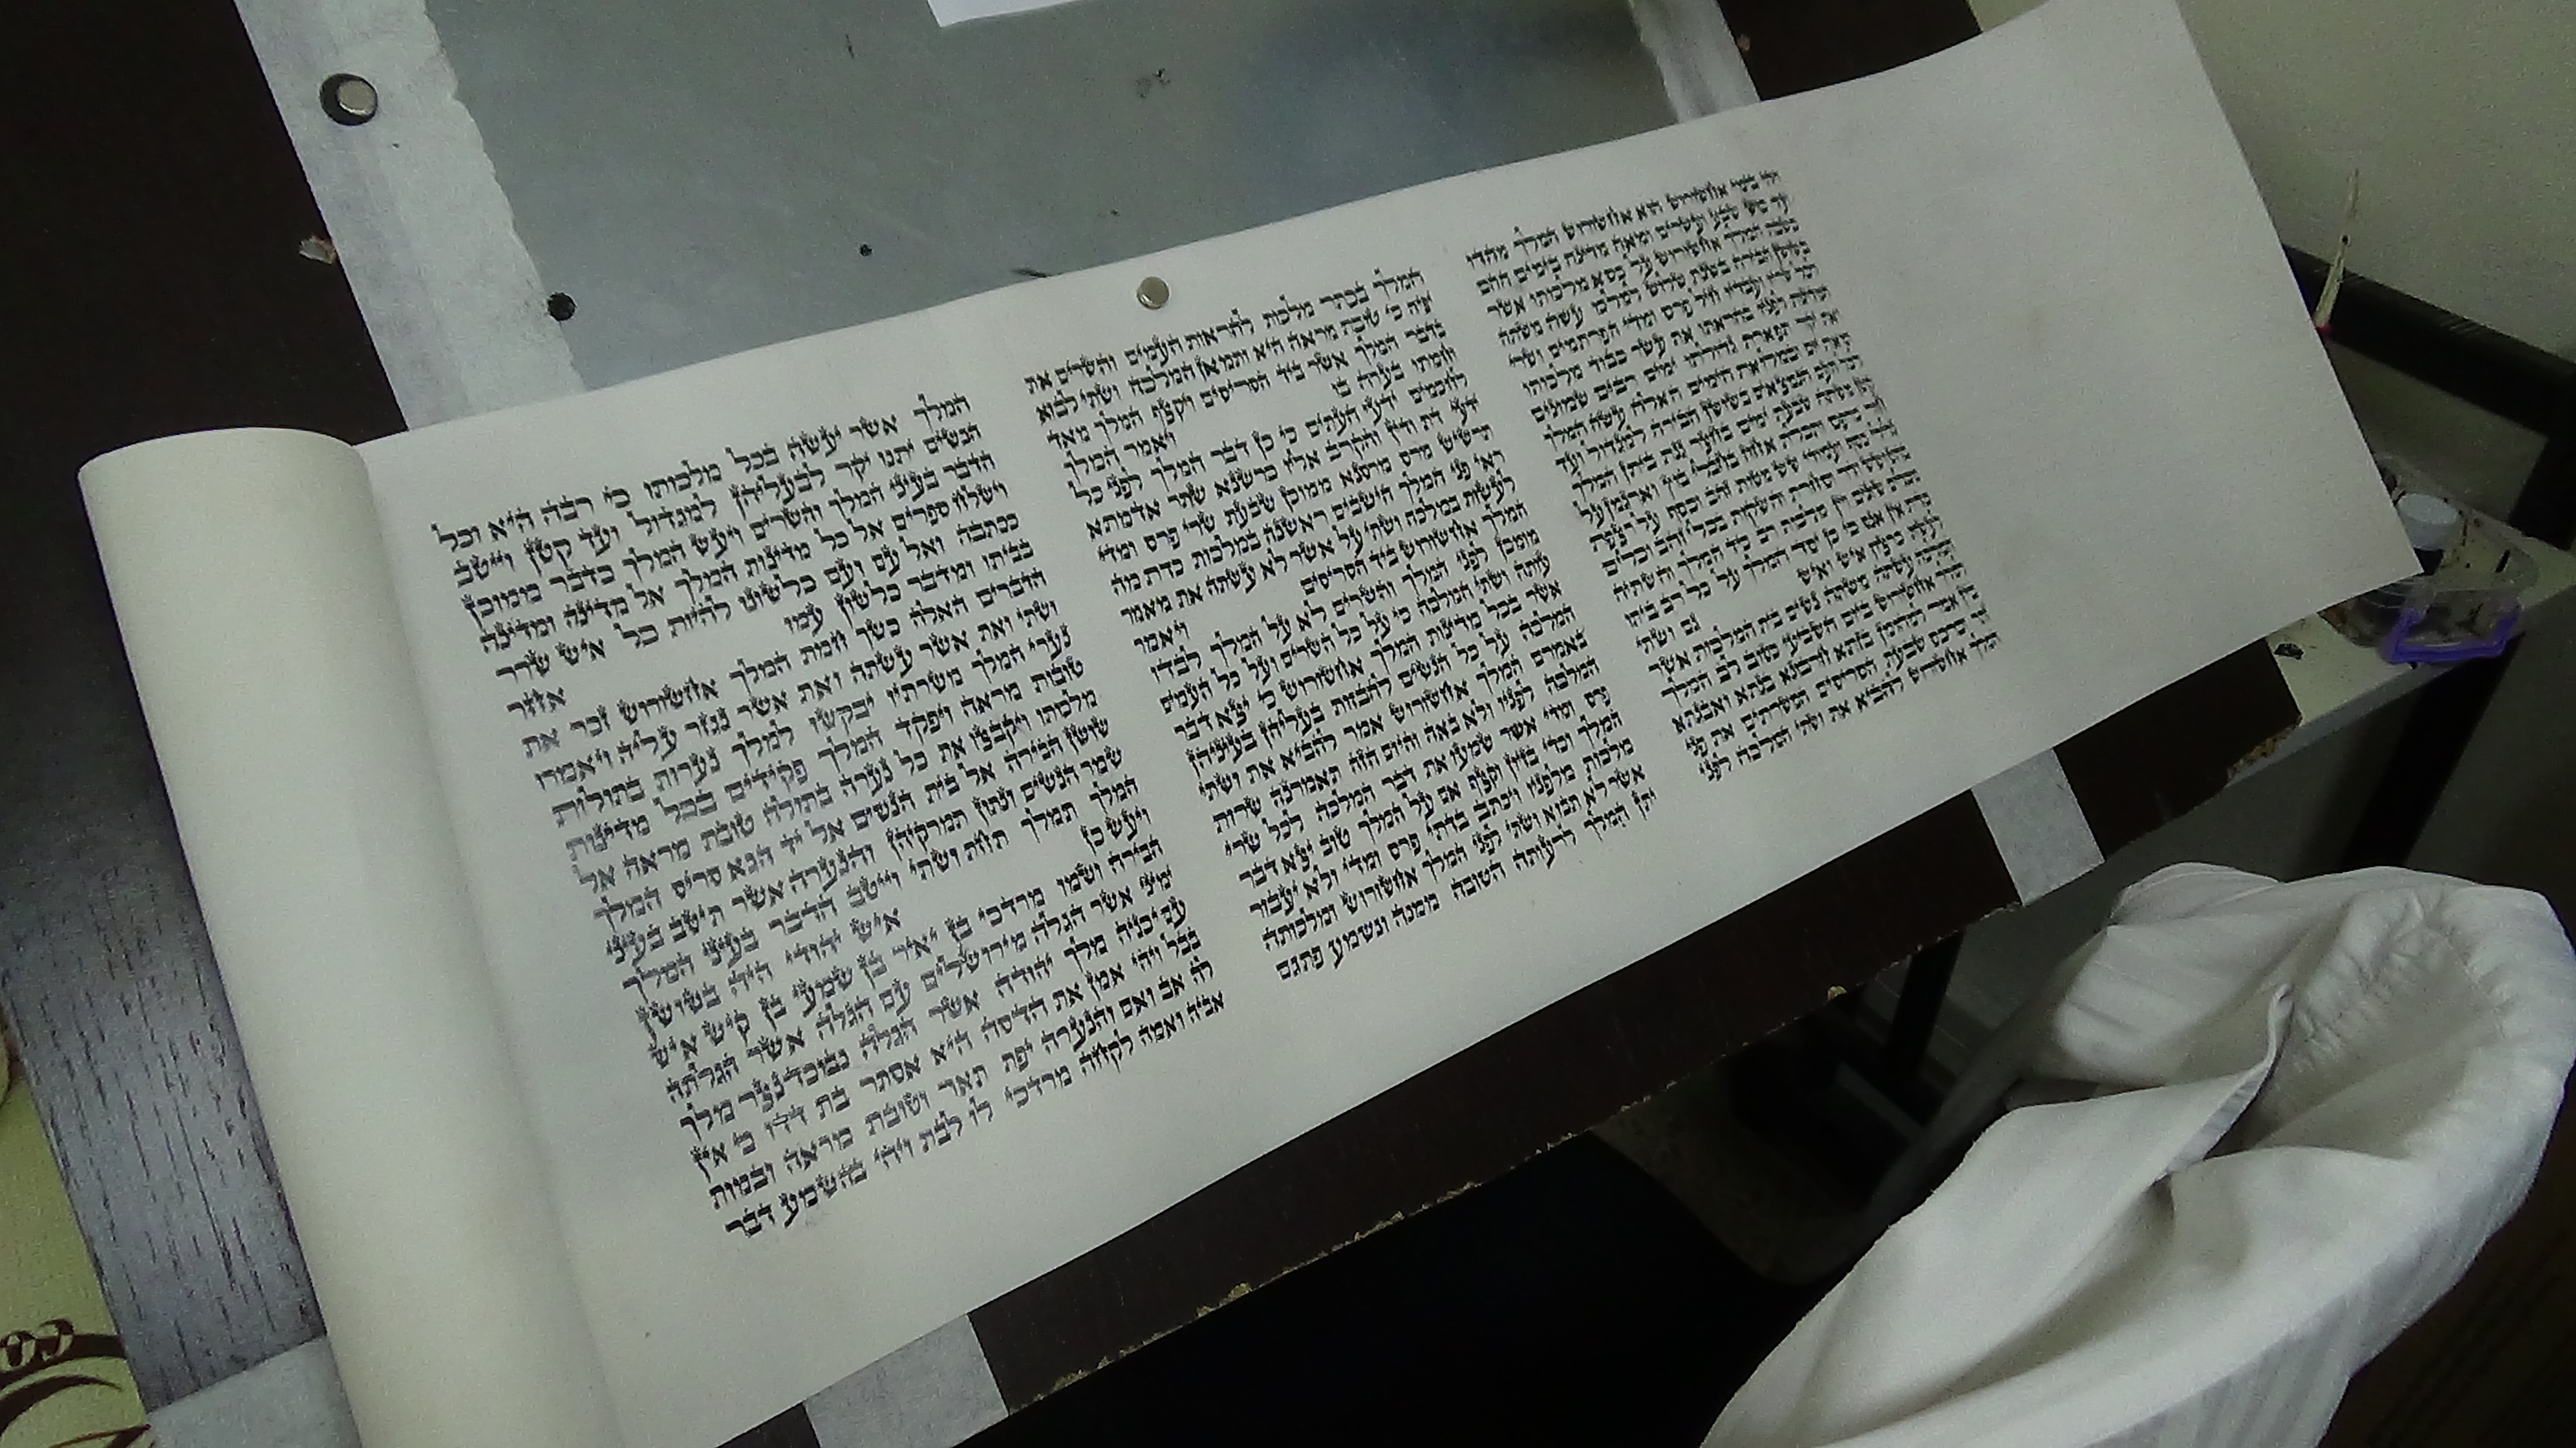 ויהי בימי אחשורוש הוא אחשורוש המלך מהדו
ועד כוש שבע ועשרים ומאה מדינה בימים ההם
כשבת המלך אחשורוש על כסא מלכותו אשר
בשושן הבירה בשנת שלוש למלכו עשה משתה
לכל שריו ועבדיו חיל פרס ומדי הפרתמים ושרי
המדינות לפניו בהראתו את עשר כבוד מלכותו
ואת יקר תפארת גדולתו ימים רבים שמונים
ומאת יום ובמלואת הימים האלה עשה המלך
לכל העם הנמצאים בשושן הבירה למגדול ועד
קטן משתה שבעת ימים בחצר גנת ביתן המלך
חור כרפס ותכלת אחוז בחבלי בוץ וארגמן על
גלילי כסף ועמודי שש מטות זהב וכסף על רצפת
בהט ושש ודר וסחרת והשקות בכלי זהב וכלים
מכלים שונים ויין מלכות רב כיד המלך והשתיה
כדת אין אנס כי כן יסד המלך על כל רב ביתו
לעשות כרצון איש ואיש גם ושתי
המלכה עשתה משתה נשים בית המלכות אשר
למלך אחשורוש ביום השביעי כטוב לב המלך
ביין אמר למהומן בזתא חרבונא בגתא ואבגתא
זתר וכרכס שבעת הסריסים המשרתים את פני
המלך אחשורוש להביא את ושתי המלכה לפני
המלך בכתר מלכות להראות העמים והשרים את
יפיה כי טובת מראה היא ותמאן המלכה ושתי לבוא
בדבר המלך אשר ביד הסריסים ויקצף המלך מאד
וחמתו בערה בו ויאמר המלך
לחכמים ידעי העתים כי כן דבר המלך לפני כל
ידעי דת ודין והקרב אליו כרשנא שתר אדמתא
תרשיש מרס מרסנא ממוכן שבעת שרי פרס ומדי
ראי פני המלך הישבים ראשנה במלכות כדת מה
לעשות במלכה ושתי על אשר לא עשתה את מאמר
המלך אחשורוש ביד הסריסים ויאמר
מומכן לפני המלך והשרים לא על המלך לבדו
עותה ושתי המלכה כי על כל השרים ועל כל העמים
אשר בכל מדינות המלך אחשורוש כי יצא דבר
המלכה על כל הנשים להבזות בעליהן בעיניהן
באמרם המלך אחשורוש אמר להביא את ושתי
המלכה לפניו ולא באה והיום הזה תאמרנה שרות
פרס ומדי אשר שמעו את דבר המלכה לכל שרי
המלך וכדי בזיון וקצף אם על המלך טוב יצא דבר
מלכות מלפניו ויכתב בדתי פרס ומדי ולא יעבור
אשר לא תבוא ושתי לפני המלך אחשורוש ומלכותה
יתן המלך לרעותה הטובה ממנה ונשמע פתגם
המלך אשר יעשה בכל מלכותו כי רבה היא וכל
הנשים יתנו יקר לבעליהן למגדול ועד קטן וייטב
הדבר בעיני המלך והשרים ויעש המלך כדבר ממוכן
וישלח ספרים אל כל מדינות המלך אל מדינה ומדינה
ככתבה ואל עם ועם כלשונו להיות כל איש שרר
בביתו ומדבר כלשון עמו אחר
הדברים האלה כשך חמת המלך אחשורוש זכר את
ושתי ואת אשר עשתה ואת אשר נגזר עליה ויאמרו
נערי המלך משרתיו יבקשו למלך נערות בתולות
טובות מראה ויפקד המלך פקידים בכל מדינות
מלכותו ויקבצו את כל נערה בתולה טובת מראה אל
שושן הבירה אל בית הנשים אל יד הגא סריס המלך
שמר הנשים ונתון תמרקיהן והנערה אשר תיטב בעיני
המלך תמלך תחת ושתי וייטב הדבר בעיני המלך
ויעש כן איש יהודי היה בשושן
הבירה ושמו מרדכי בן יאיר בן שמעי בן קיש איש
ימיני אשר הגלה מירושלים עם הגלה אשר הגלתה
עם יכניה מלך יהודה אשר הגלה נבוכדנצר מלך
בבל ויהי אמן את הדסה היא אסתר בת דדו כי אין
לה אב ואם והנערה יפת תאר וטובת מראה ובמות
אביה ואמה לקחה מרדכי לו לבת ויהי בהשמע דבר